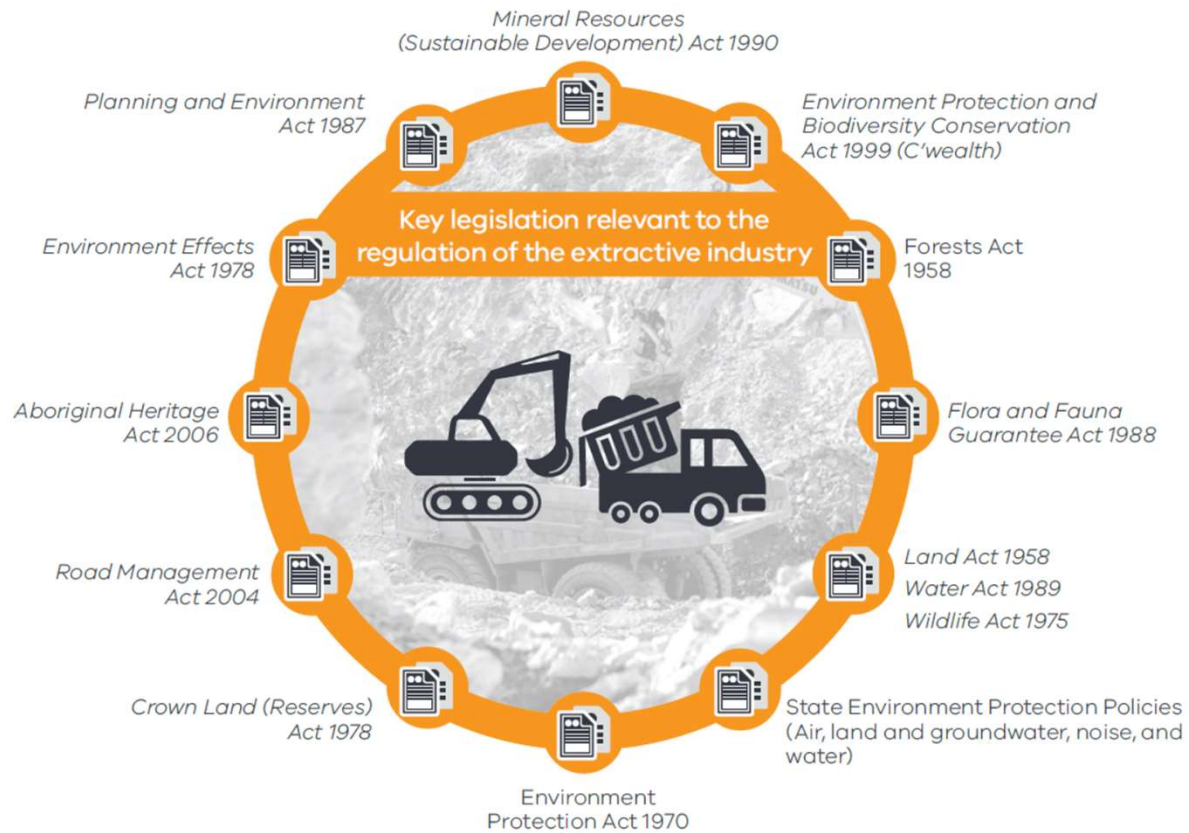 Mineral Resources
(Sustainable Development) Act 1990
Planning and Environment
Act 1987
Environment Protection and
Biodiversity Conservation
Act 1999 (C'wealth)
Key legislation relevant to the
regulation of the extractive industry
Environment Effects
Act 1978
Forests Act
1958
Aboriginal Heritage
Act 2006
Flora and Fauna
Guarantee Act 1988
Road Management
Act 2004
Land Act 1958
Water Act 1989
Wildlife Act 1975
Crown Land (Reserves)
Act 1978
State Environment Protection Policies
(Air, land and groundwater, noise, and
water)
Environment
Protection Act 1970